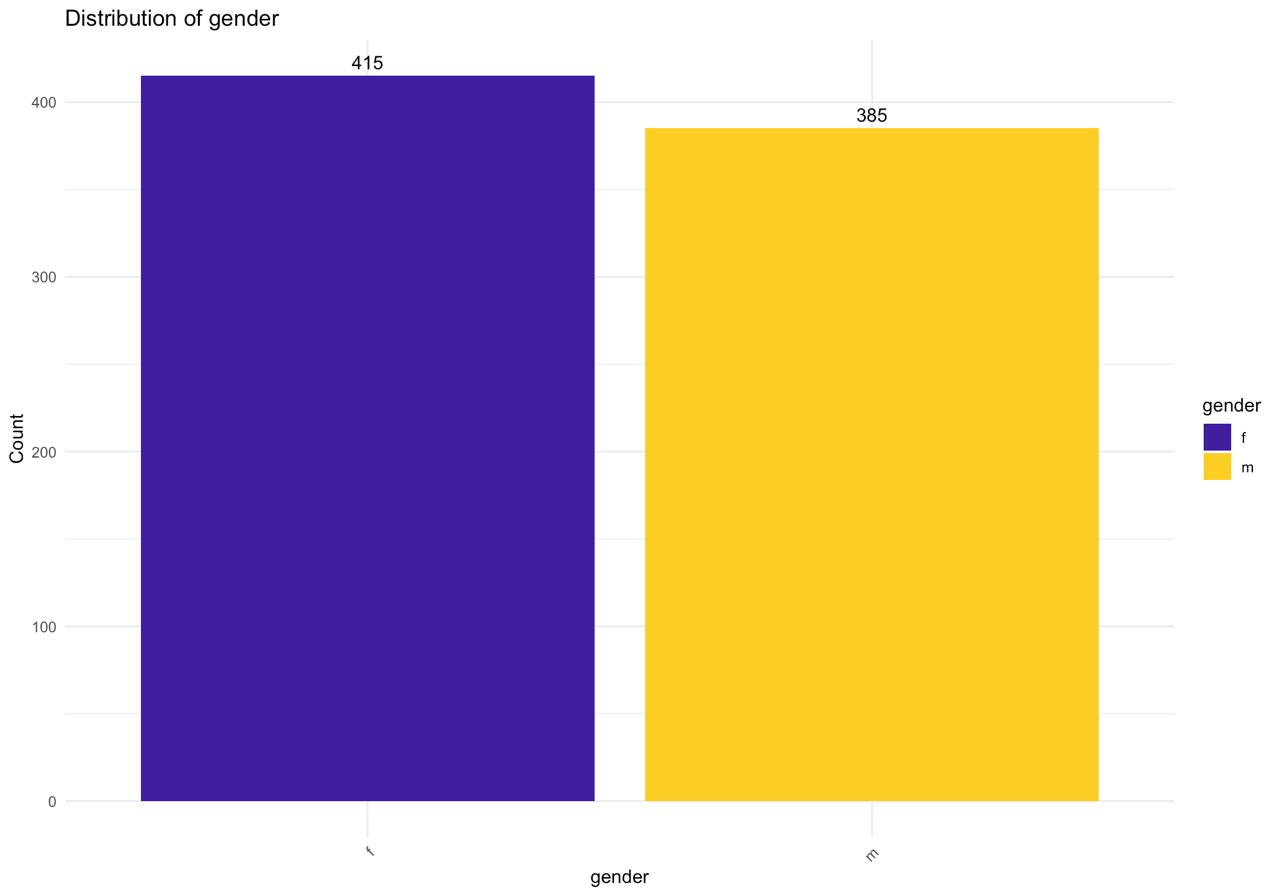 Distribution of gender
415
385
400
300
200
100
0
Count
f
m
gender
gender
f
m